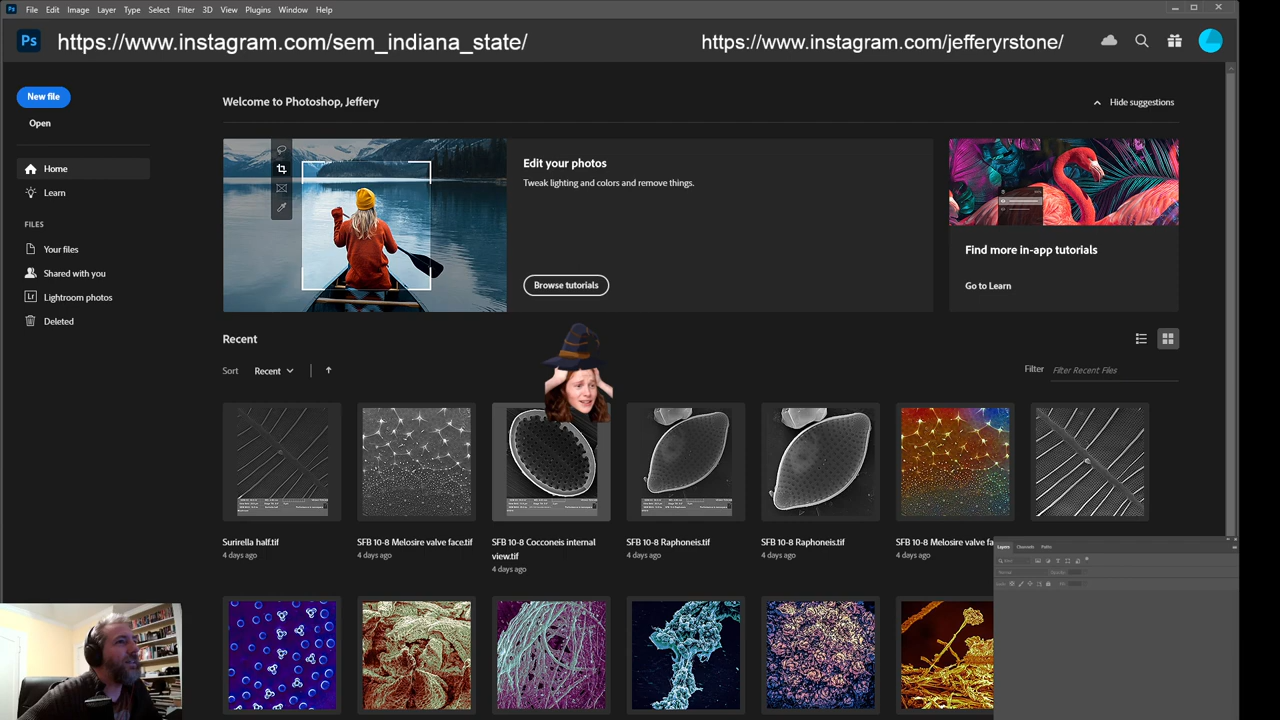 File Edit Image Layer Type Select Filter 3D View Plugins Window Help
Ps https://www.instagram.com/sem_indiana_state/ https://www.instagram.com/jefferyrstone/
New file
Open
Home
Learn
FILES
Your files
Shared with you
Lr Lightroom photos
Deleted
Welcome to Photoshop, Jeffery
Hide suggestions
Edit your photos
Tweak lighting and colors and remove things.
Browse tutorials
Find more in-app tutorials
Go to Learn
Recent
Sort Recent
Filter Filter Recent Files
Surirella half.tif
4 days ago
SFB 10-8 Melosire valve face.tif
4 days ago
SFB 10-8 Cocconeis internal
view.tif
4 days ago
SFB 10-8 Raphoneis.tif
4 days ago
SFB 10-8 Raphoneis.tif
4 days ago
SFB 10-8 Melosire valve fa
4 days ago
Layers Channels Paths